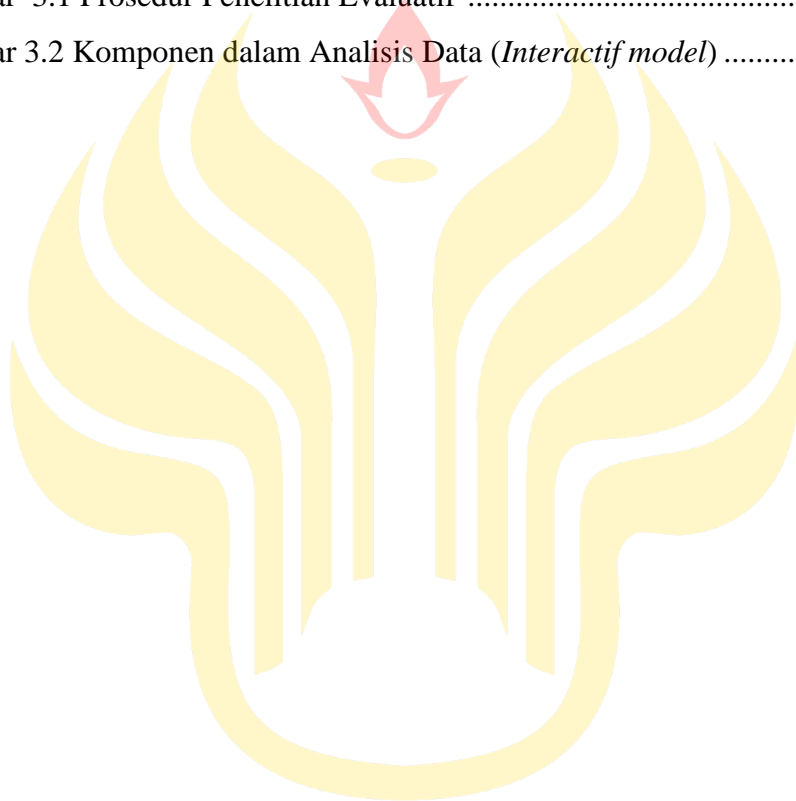 ar 3.1 Prosedur Penelitian Evaluatif ....................................
ar 3.2 Komponen dalam Analisis Data (Interactif model) .........